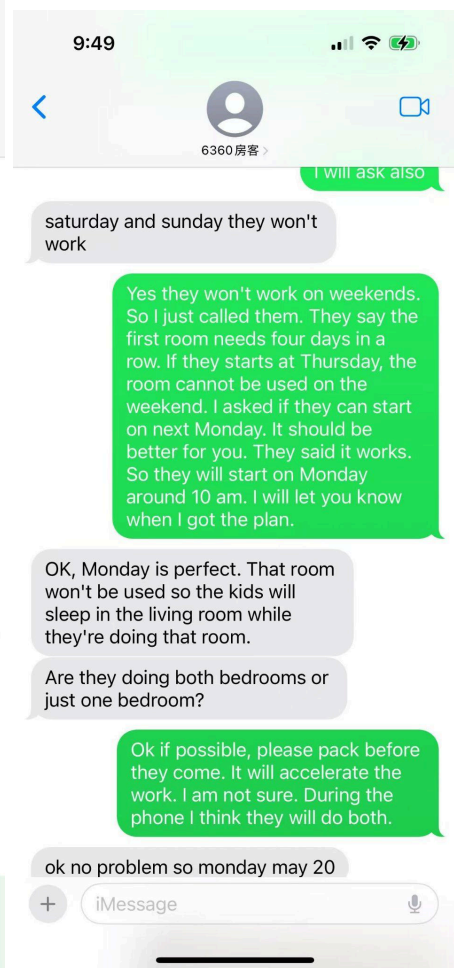 9:49
6360房客
I will ask also
saturday and sunday they won't
work
Yes they won't work on weekends.
So I just called them. They say the
first room needs four days in a
row. If they starts at Thursday, the
room cannot be used on the
weekend. I asked if they can start
on next Monday. It should be
better for you. They said it works.
So they will start on Monday
around 10 am. I will let you know
when I got the plan.
OK, Monday is perfect. That room
won't be used so the kids will
sleep in the living room while
they're doing that room.
Are they doing both bedrooms or
just one bedroom?
Ok if possible, please pack before
they come. It will accelerate the
work. I am not sure. During the
phone I think they will do both.
ok no problem so monday may 20
iMessage